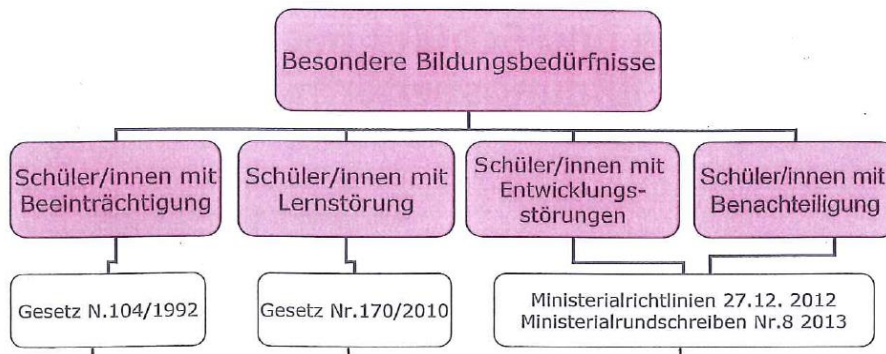 Besondere Bildungsbedürfnisse
Schüler/innen mit
Beeinträchtigung
Schüler/innen mit
Lernstörung
Schüler/innen mit
Entwicklungs-
störungen
Schüler/innen mit
Benachteiligung
Gesetz N.104/1992
Gesetz Nr.170/2010
Ministerialrichtlinien 27.12. 2012
Ministerialrundschreiben Nr.8 2013